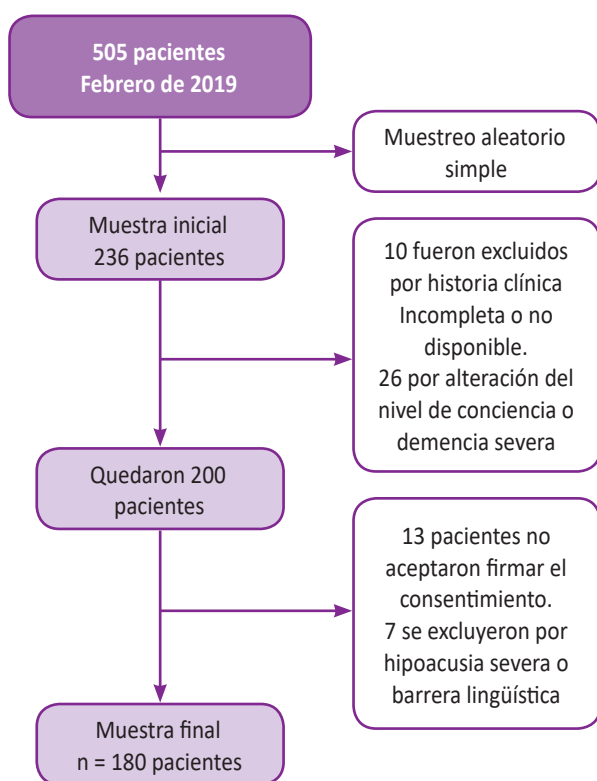 505 pacientes
Febrero de 2019
Muestreo aleatorio
simple
Muestra inicial
236 pacientes
10 fueron excluidos
por historia clínica
Incompleta o no
disponible.
26 por alteración del
nivel de conciencia o
demencia severa
Quedaron 200
pacientes
13 pacientes no
aceptaron firmar el
consentimiento.
7 se excluyeron por
hipoacusia severa o
barrera lingüística
Muestra final
n = 180 pacientes